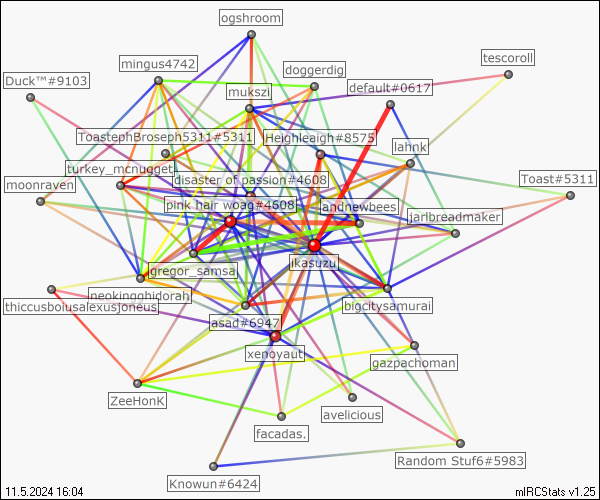 ogshroom
tescoroll
mingus4742
doggerdig
Duck™#9103
default#0617
mukszi
ToastephBroseph5311#5311
Heighleaigh#8575
lahnk
turkey_mcnugget
disaster of passion#4608
Toast#5311
moonraven
pink hair woag#4608
andnewbees
jarlbreadmaker
ikasuzu
gregor_samsa
neokingghidorah
thiccusboiusalexusjoneus
bigcitysamurai
asad#6947
xenoyaut
gazpachoman
ZeeHonK
avelicious
facadas.
Random Stuf6#5983
Knowun#6424
11.5.2024 16:04
mIRCStats v1.25